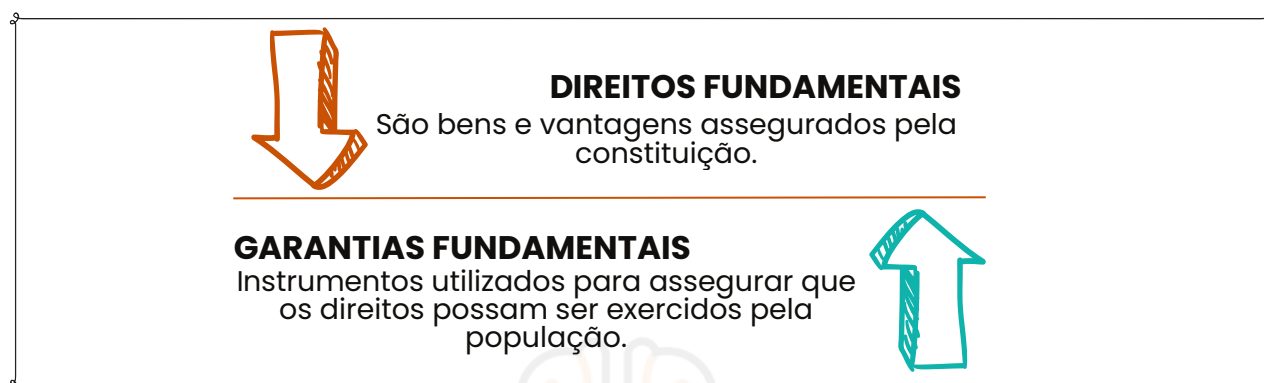 DIREITOS FUNDAMENTAIS
São bens e vantagens assegurados pela
constituição.
GARANTIAS FUNDAMENTAIS
Instrumentos utilizados para assegurar que
os direitos possam ser exercidos pela
população.